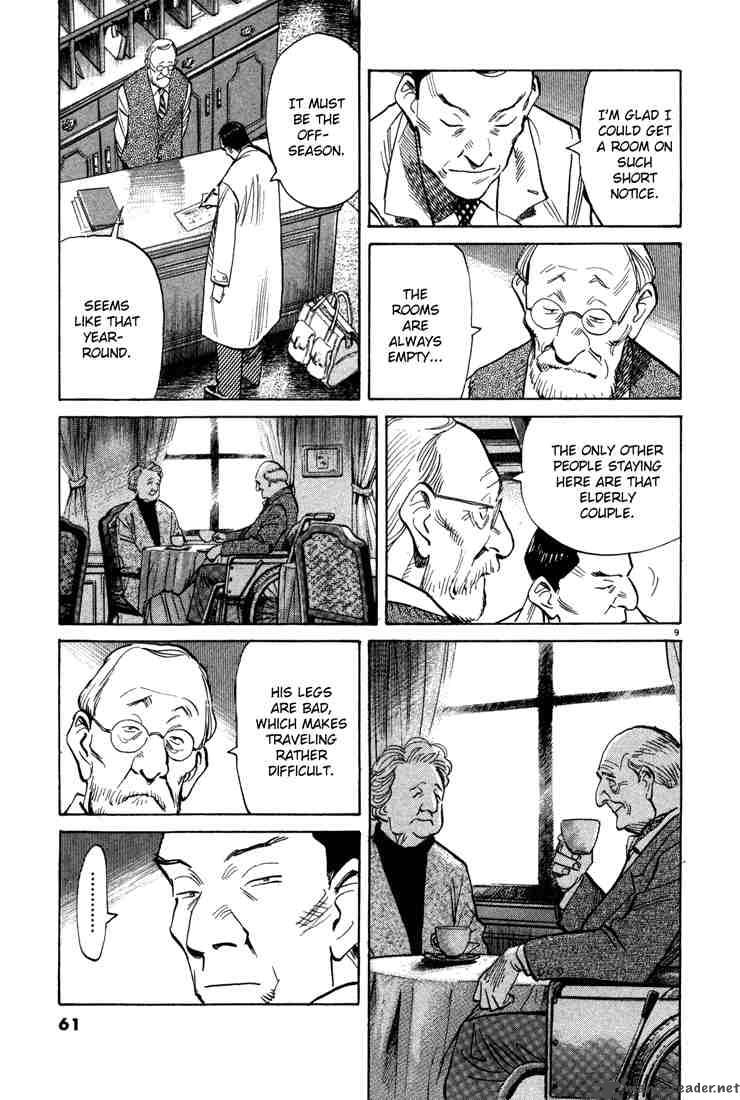 I'M GLAD I
COULD GET
A ROOM ON
SUCH
SHORT
NOTICE.
IT MUST
BE THE
OFF-
SEASON.
SEEMS
LIKE THAT
YEAR-
ROUND.
THE
ROOMS
ARE
ALWAYS
EMPTY...
THE ONLY OTHER
PEOPLE STAYING
HERE ARE THAT
ELDERLY
COUPLE.
9
HIS LEGS
ARE BAD,
WHICH MAKES
TRAVELING
RATHER
DIFFICULT.
.........
61